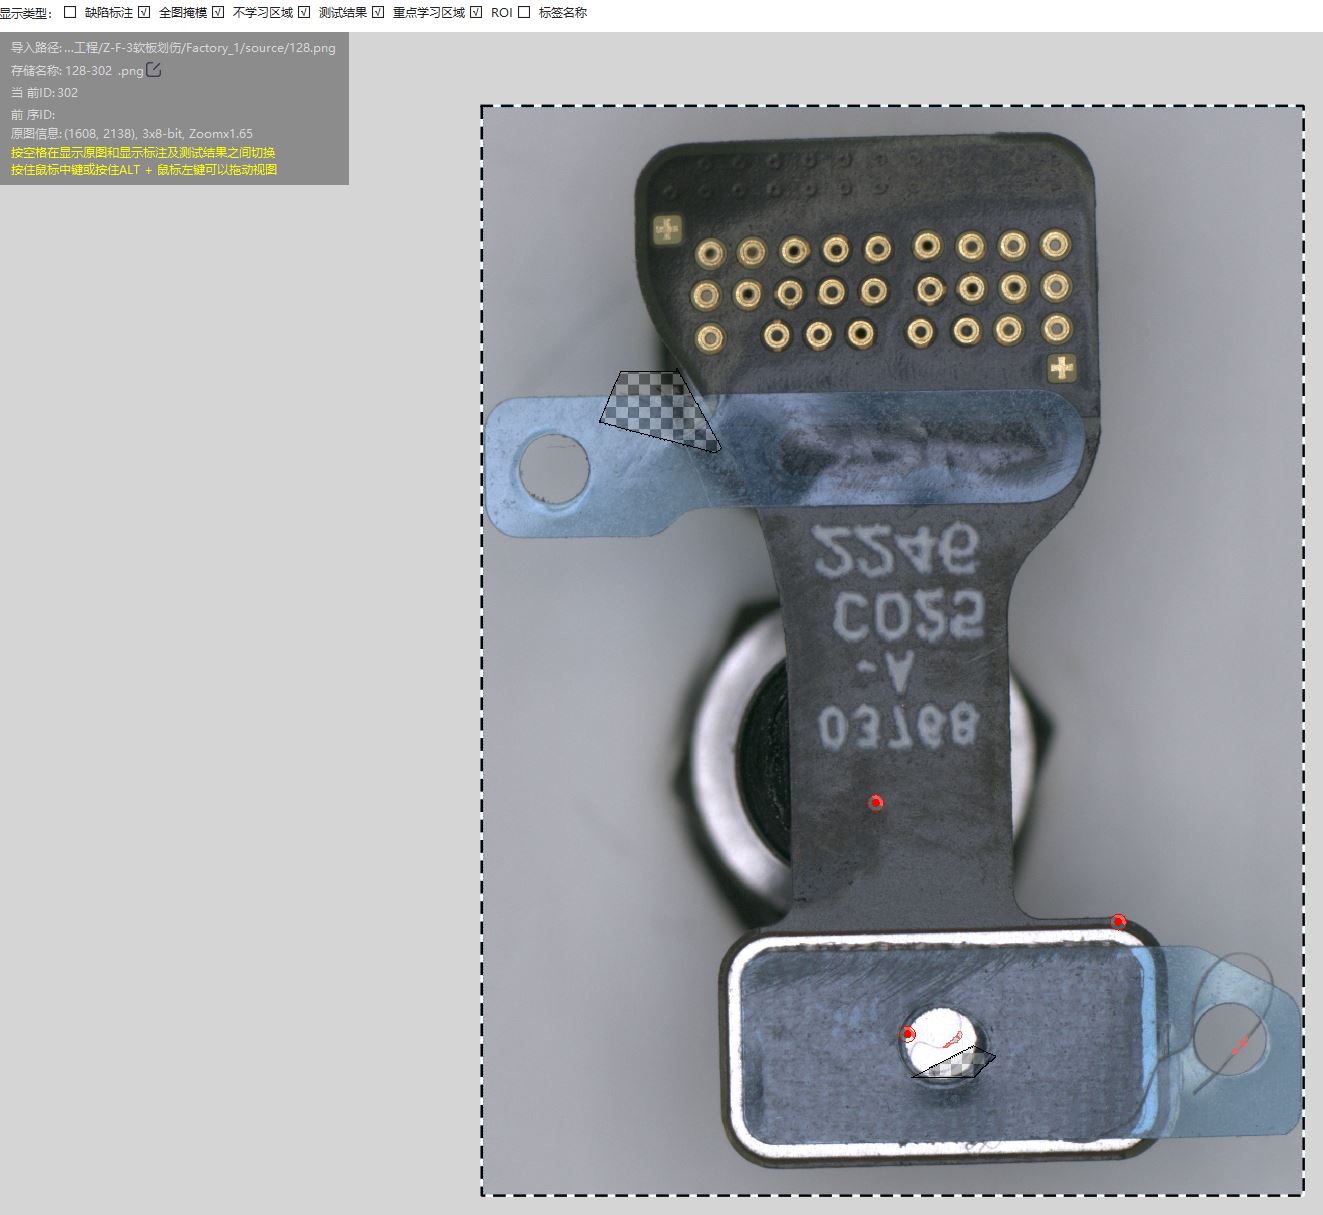 显示类型: 缺陷标注 全图掩模 不学习区域 测试结果 重点学习区域 ROI 标签名称
导入路径: ...工程/Z-F-3软板划伤/Factory_1/source/128.png
存储名称: 128-302 .png
当 前ID: 302
前 序ID:
原图信息: (1608, 2138), 3x8-bit, Zoomx1.65
按空格在显示原图和显示标注及测试结果之间切换
按住鼠标中键或按住ALT + 鼠标左键可以拖动视图
2246
CO25
-A
03768